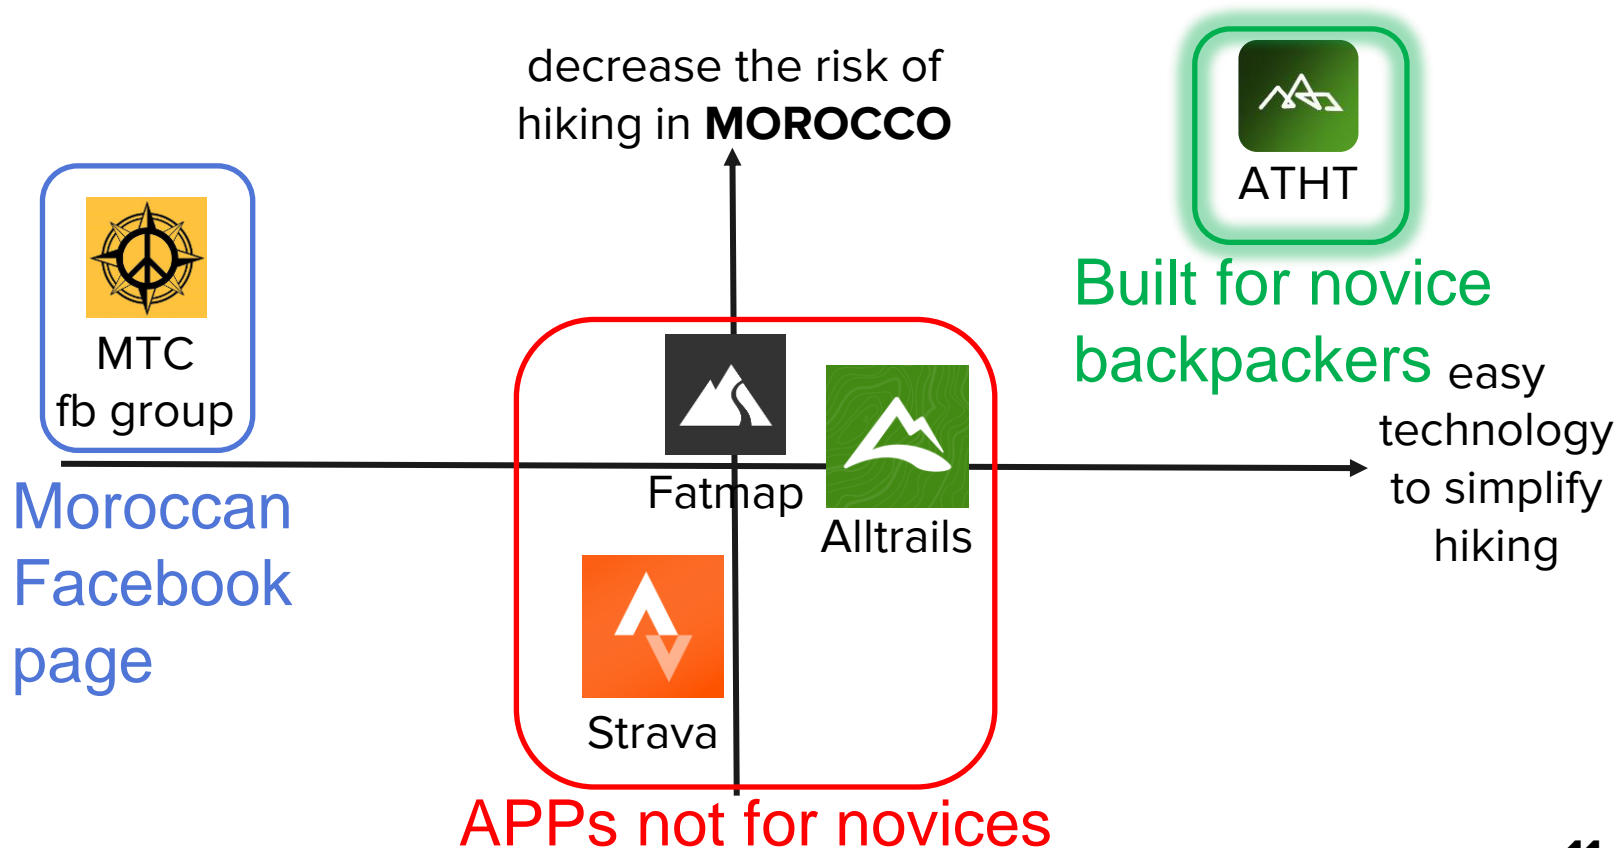 decrease the risk of
hiking in MOROCCO
ATHT
Built for novice
backpackers
MTC
fb group
Moroccan
Facebook
page
Fatmap
Alltrails
Strava
APPs not for novices
easy
technology
to simplify
hiking